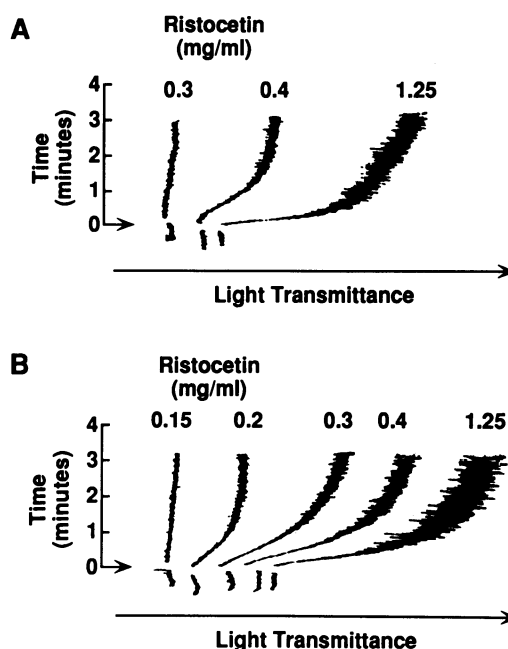 A
Ristocetin
(mg/ml)
0.3 0.4 1.25
4
3
2
1
0
Time
(minutes)
Light Transmittance
B
Ristocetin
(mg/ml)
0.15 0.2 0.3 0.4 1.25
4
3
2
1
0
Time
(minutes)
Light Transmittance